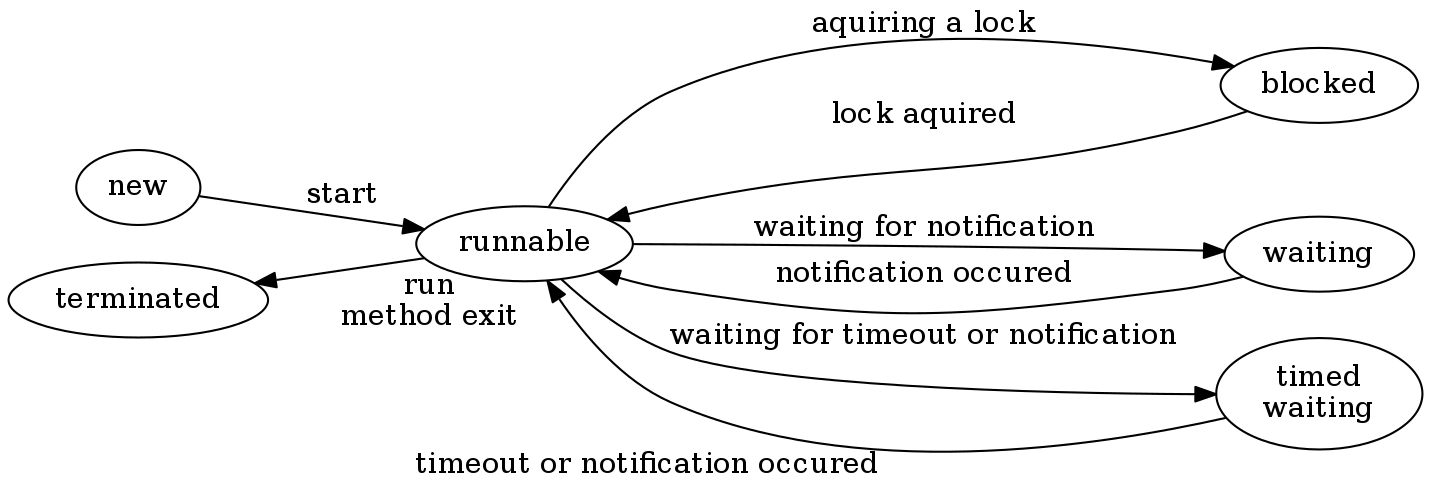 aquiring a lock
blocked
lock aquired
new
start
runnable
waiting for notification
waiting
notification occured
terminated
run
method exit
waiting for timeout or notification
timed
waiting
timeout or notification occured